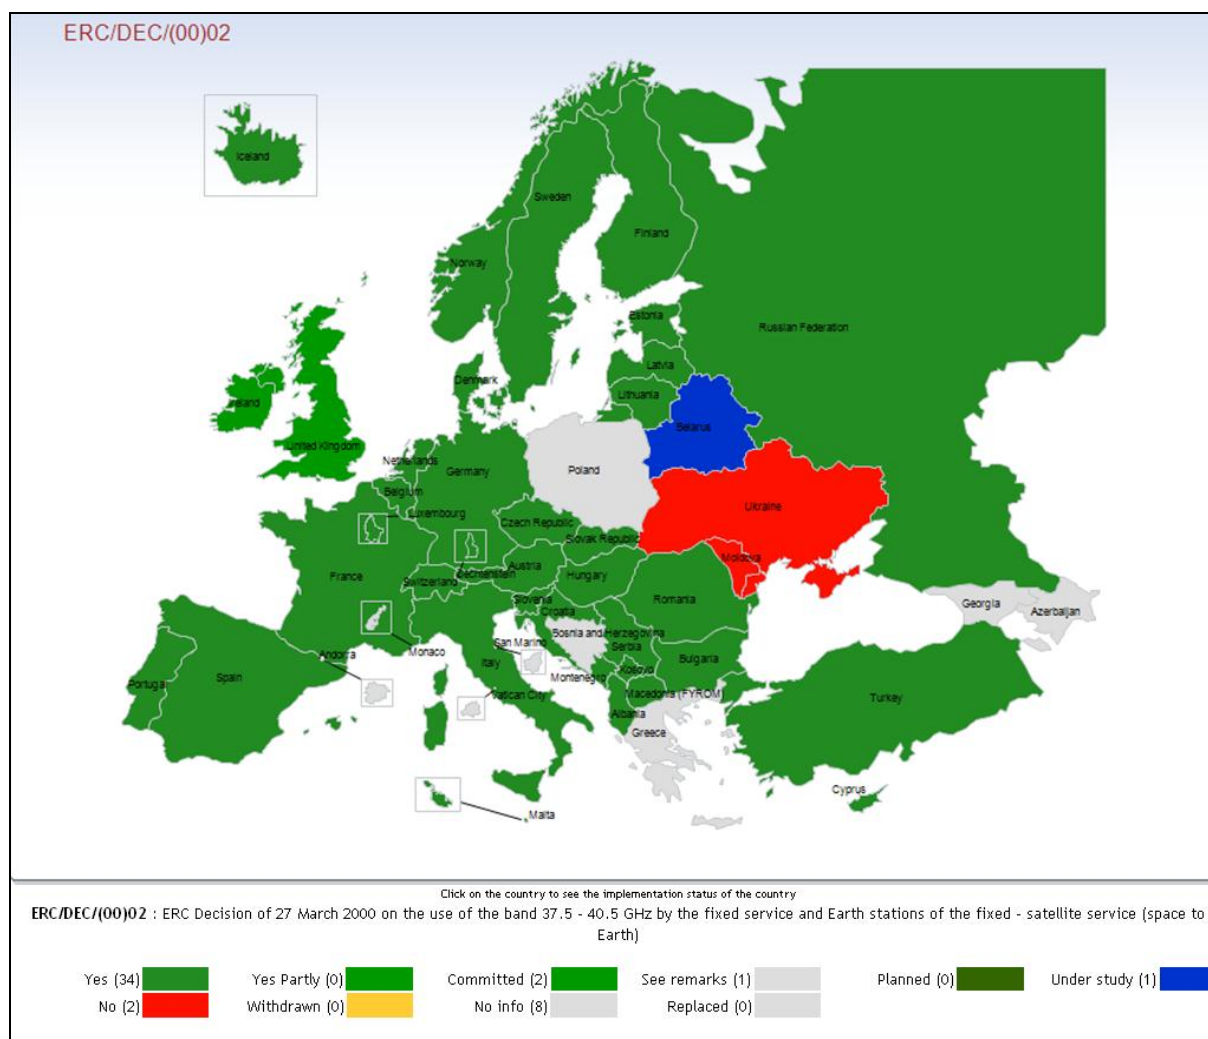 ERC/DEC/(00)02
Iceland
Sweden
Finland
Norway
Russian Federation
Estonia
Latvia
Denmark
Lithuania
Ireland
Belarus
United Kingdom
Netherlands
Germany
Poland
Belgium
Ukraine
Luxembourg
Czech Republic
Slovak Republic
Moldova
Austria
France
Switzerland
Liechtenstein
Hungary
Slovenia
Romania
Croatia
Georgia
Azerbaijan
Bosnia and Herzegovina
San Marino
Serbia
Monaco
Andorra
Italy
Kosovo
Bulgaria
Spain
Montenegro
Portugal
Vatican City
Macedonia (FYROM)
Turkey
Albania
Greece
Cyprus
Malta
Click on the country to see the implementation status of the country
ERC/DEC/(00)02 : ERC Decision of 27 March 2000 on the use of the band 37.5 - 40.5 GHz by the fixed service and Earth stations of the fixed - satellite service (space to
Earth)
Yes (34) Yes Partly (0) Committed (2) See remarks (1) Planned (0) Under study (1)
No (2) Withdrawn (0) No info (8) Replaced (0)